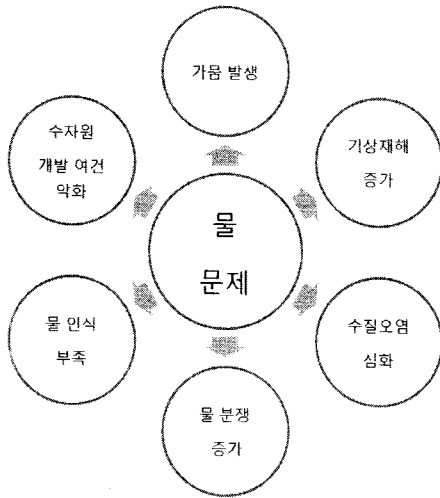 가뭄 발생
수자원
개발 여건
악화
기상재해
증가
물
문제
물 인식
부족
수질오염
심화
물 분쟁
증가